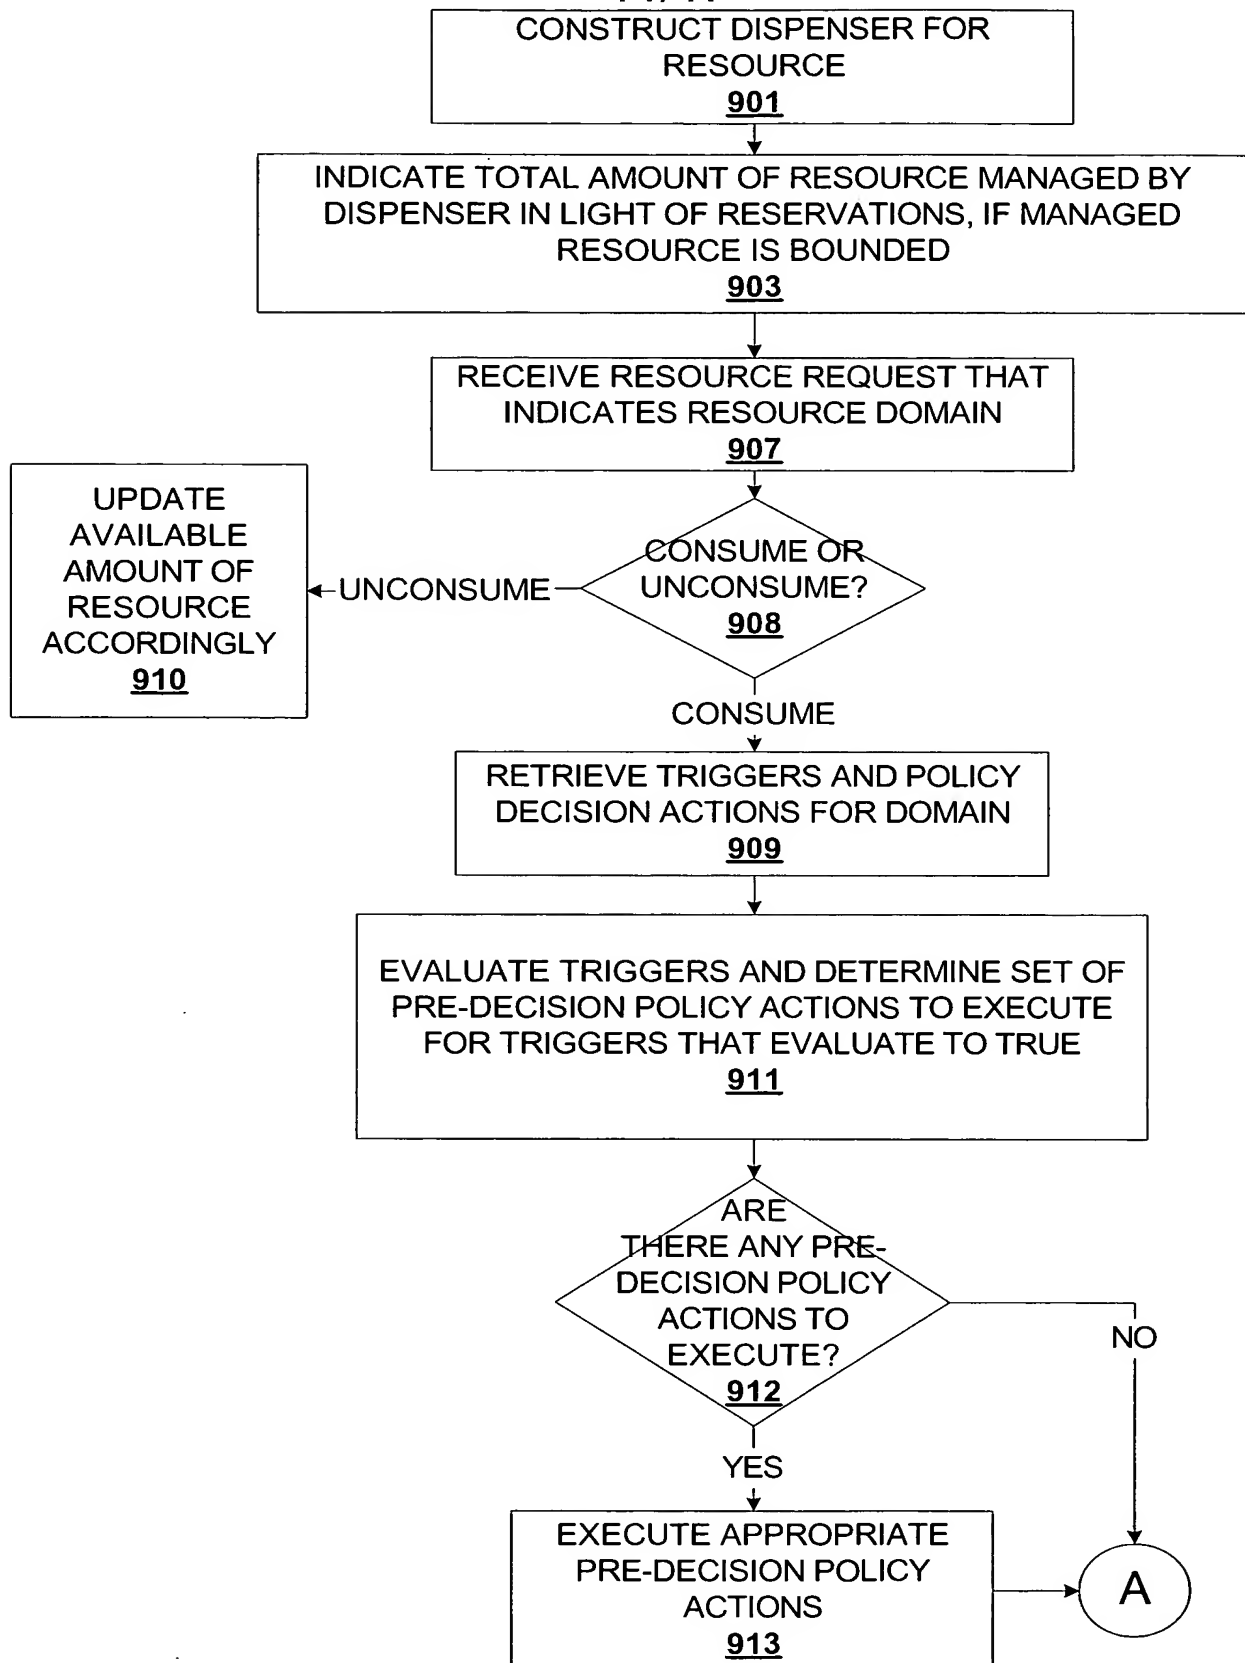 CONSTRUCT DISPENSER FOR
RESOURCE
901
INDICATE TOTAL AMOUNT OF RESOURCE MANAGED BY
DISPENSER IN LIGHT OF RESERVATIONS, IF MANAGED
RESOURCE IS BOUNDED
903
RECEIVE RESOURCE REQUEST THAT
INDICATES RESOURCE DOMAIN
907
CONSUME OR
UNCONSUME?
908
UNCONSUME
UPDATE
AVAILABLE
AMOUNT OF
RESOURCE
ACCORDINGLY
910
CONSUME
RETRIEVE TRIGGERS AND POLICY
DECISION ACTIONS FOR DOMAIN
909
EVALUATE TRIGGERS AND DETERMINE SET OF
PRE-DECISION POLICY ACTIONS TO EXECUTE
FOR TRIGGERS THAT EVALUATE TO TRUE
911
ARE
THERE ANY PRE-
DECISION POLICY
ACTIONS TO
EXECUTE?
912
NO
YES
EXECUTE APPROPRIATE
PRE-DECISION POLICY
ACTIONS
913
A